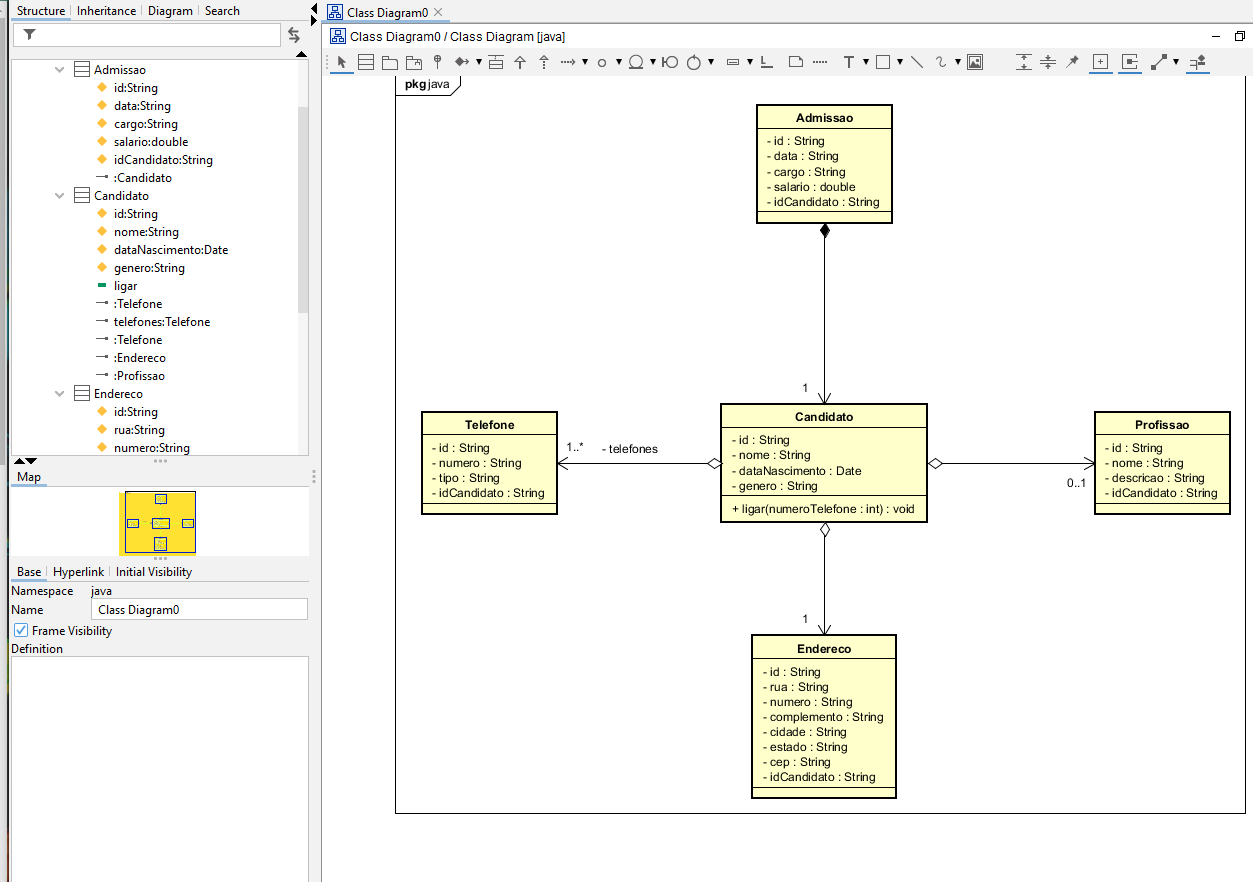 Structure Inheritance Diagram Search
Admissao
id:String
data:String
cargo:String
salario:double
idCandidato:String
:Candidato
Candidato
id:String
nome:String
dataNascimento:Date
genero:String
ligar
:Telefone
telefones:Telefone
:Telefone
:Endereco
:Profissao
Endereco
id:String
rua:String
numero:String
Map
Base Hyperlink Initial Visibility
Namespace java
Name Class Diagram0
Frame Visibility
Definition
Class Diagram0
Class Diagram0 / Class Diagram [java]
T
pkg java
Admissao
- id : String
- data : String
- cargo : String
- salario : double
- idCandidato : String
1
Telefone
- id : String
- numero : String
- tipo : String
- idCandidato : String
1..* - telefones
Candidato
- id : String
- nome : String
- dataNascimento : Date
- genero : String
+ ligar(numeroTelefone : int) : void
0..1
Profissao
- id : String
- nome : String
- descricao : String
- idCandidato : String
1
Endereco
- id : String
- rua : String
- numero : String
- complemento : String
- cidade : String
- estado : String
- cep : String
- idCandidato : String